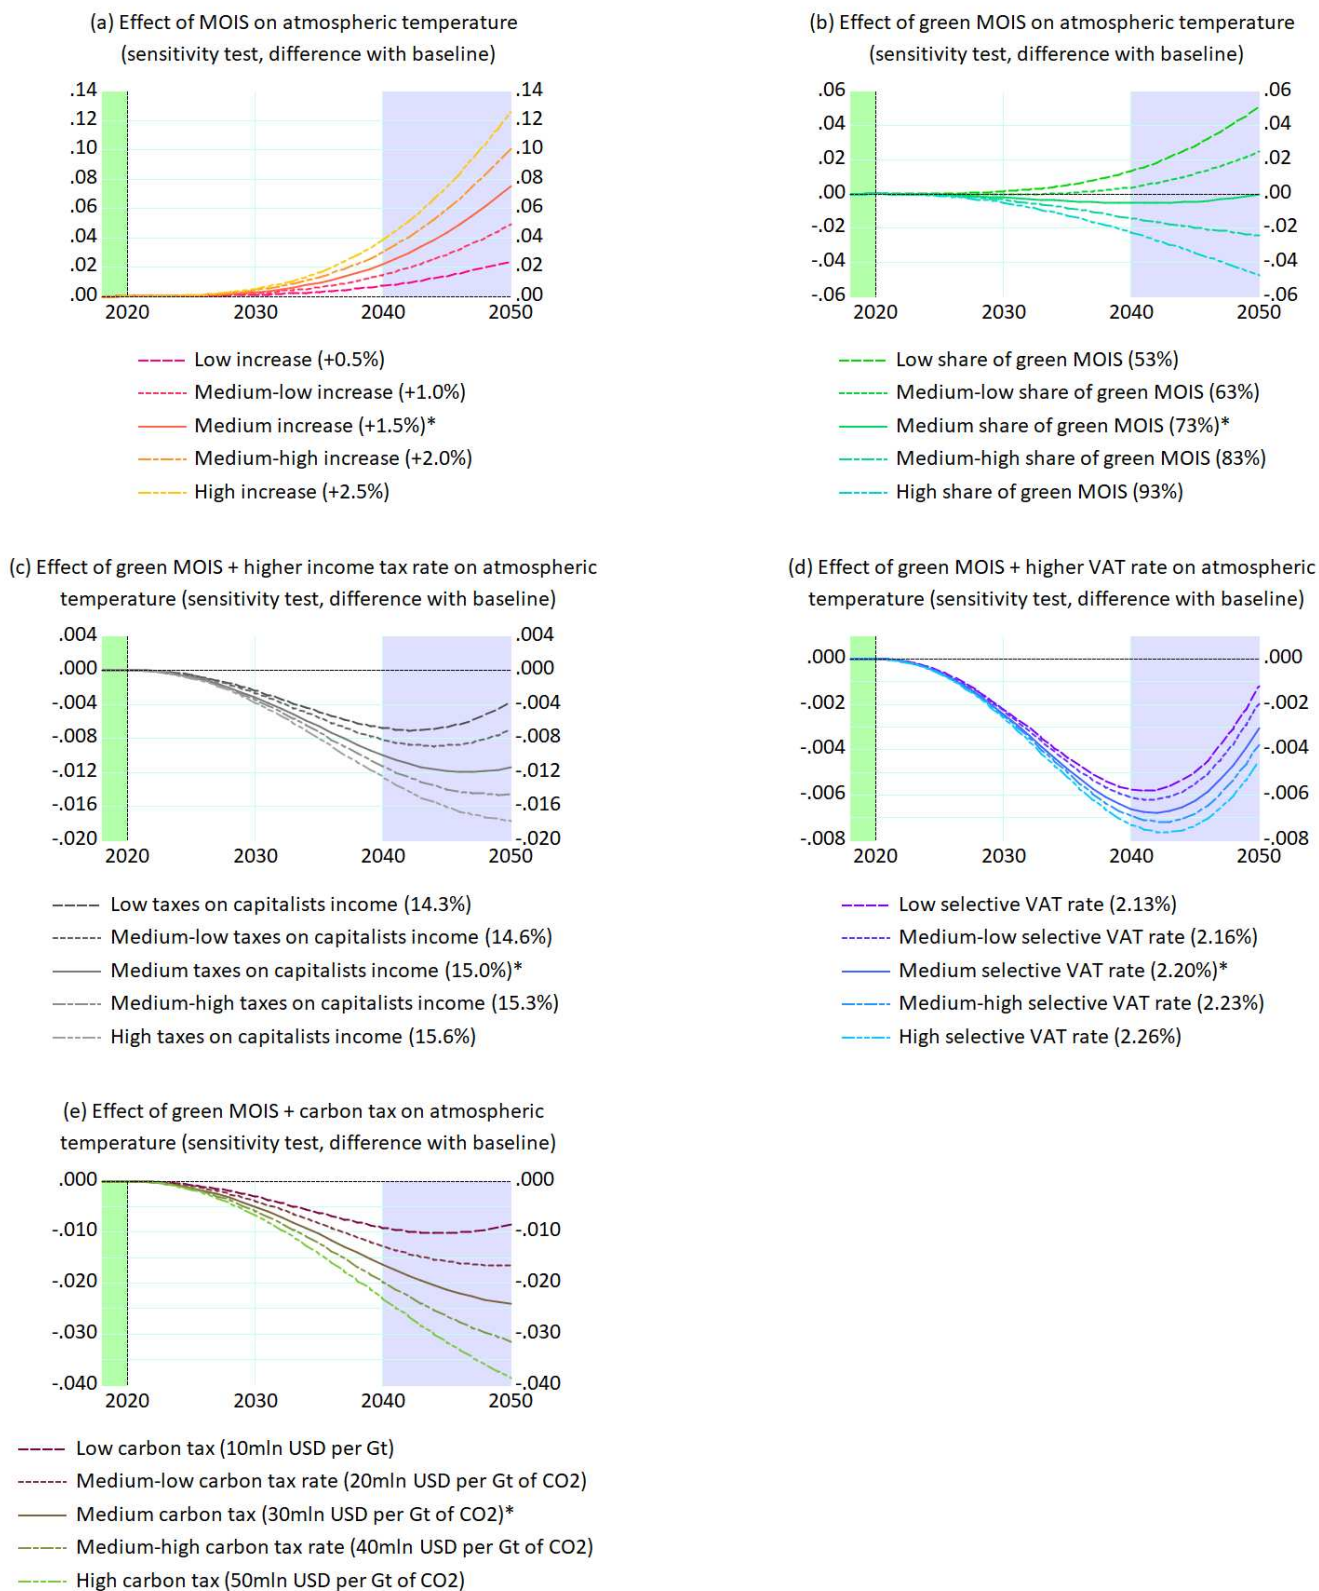 (a) Effect of MOIS on atmospheric temperature
(sensitivity test, difference with baseline)
.14 .14
.12 .12
.10 .10
.08 .08
.06 .06
.04 .04
.02 .02
.00 .00
2020 2030 2040 2050
Low increase (+0.5%)
Medium-low increase (+1.0%)
Medium increase (+1.5%)*
Medium-high increase (+2.0%)
High increase (+2.5%)
(b) Effect of green MOIS on atmospheric temperature
(sensitivity test, difference with baseline)
.06 .06
.04 .04
.02 .02
.00 .00
-.02 -.02
-.04 -.04
-.06 -.06
2020 2030 2040 2050
Low share of green MOIS (53%)
Medium-low share of green MOIS (63%)
Medium share of green MOIS (73%)*
Medium-high share of green MOIS (83%)
High share of green MOIS (93%)
(c) Effect of green MOIS + higher income tax rate on atmospheric
temperature (sensitivity test, difference with baseline)
.004 .004
.000 .000
-.004 -.004
-.008 -.008
-.012 -.012
-.016 -.016
-.020 -.020
2020 2030 2040 2050
Low taxes on capitalists income (14.3%)
Medium-low taxes on capitalists income (14.6%)
Medium taxes on capitalists income (15.0%)*
Medium-high taxes on capitalists income (15.3%)
High taxes on capitalists income (15.6%)
(d) Effect of green MOIS + higher VAT rate on atmospheric
temperature (sensitivity test, difference with baseline)
.000 .000
-.002 -.002
-.004 -.004
-.006 -.006
-.008 -.008
2020 2030 2040 2050
Low selective VAT rate (2.13%)
Medium-low selective VAT rate (2.16%)
Medium selective VAT rate (2.20%)*
Medium-high selective VAT rate (2.23%)
High selective VAT rate (2.26%)
(e) Effect of green MOIS + carbon tax on atmospheric
temperature (sensitivity test, difference with baseline)
.000 .000
-.010 -.010
-.020 -.020
-.030 -.030
-.040 -.040
2020 2030 2040 2050
Low carbon tax (10mln USD per Gt)
Medium-low carbon tax rate (20mln USD per Gt of CO2)
Medium carbon tax (30mln USD per Gt of CO2)*
Medium-high carbon tax rate (40mln USD per Gt of CO2)
High carbon tax (50mln USD per Gt of CO2)